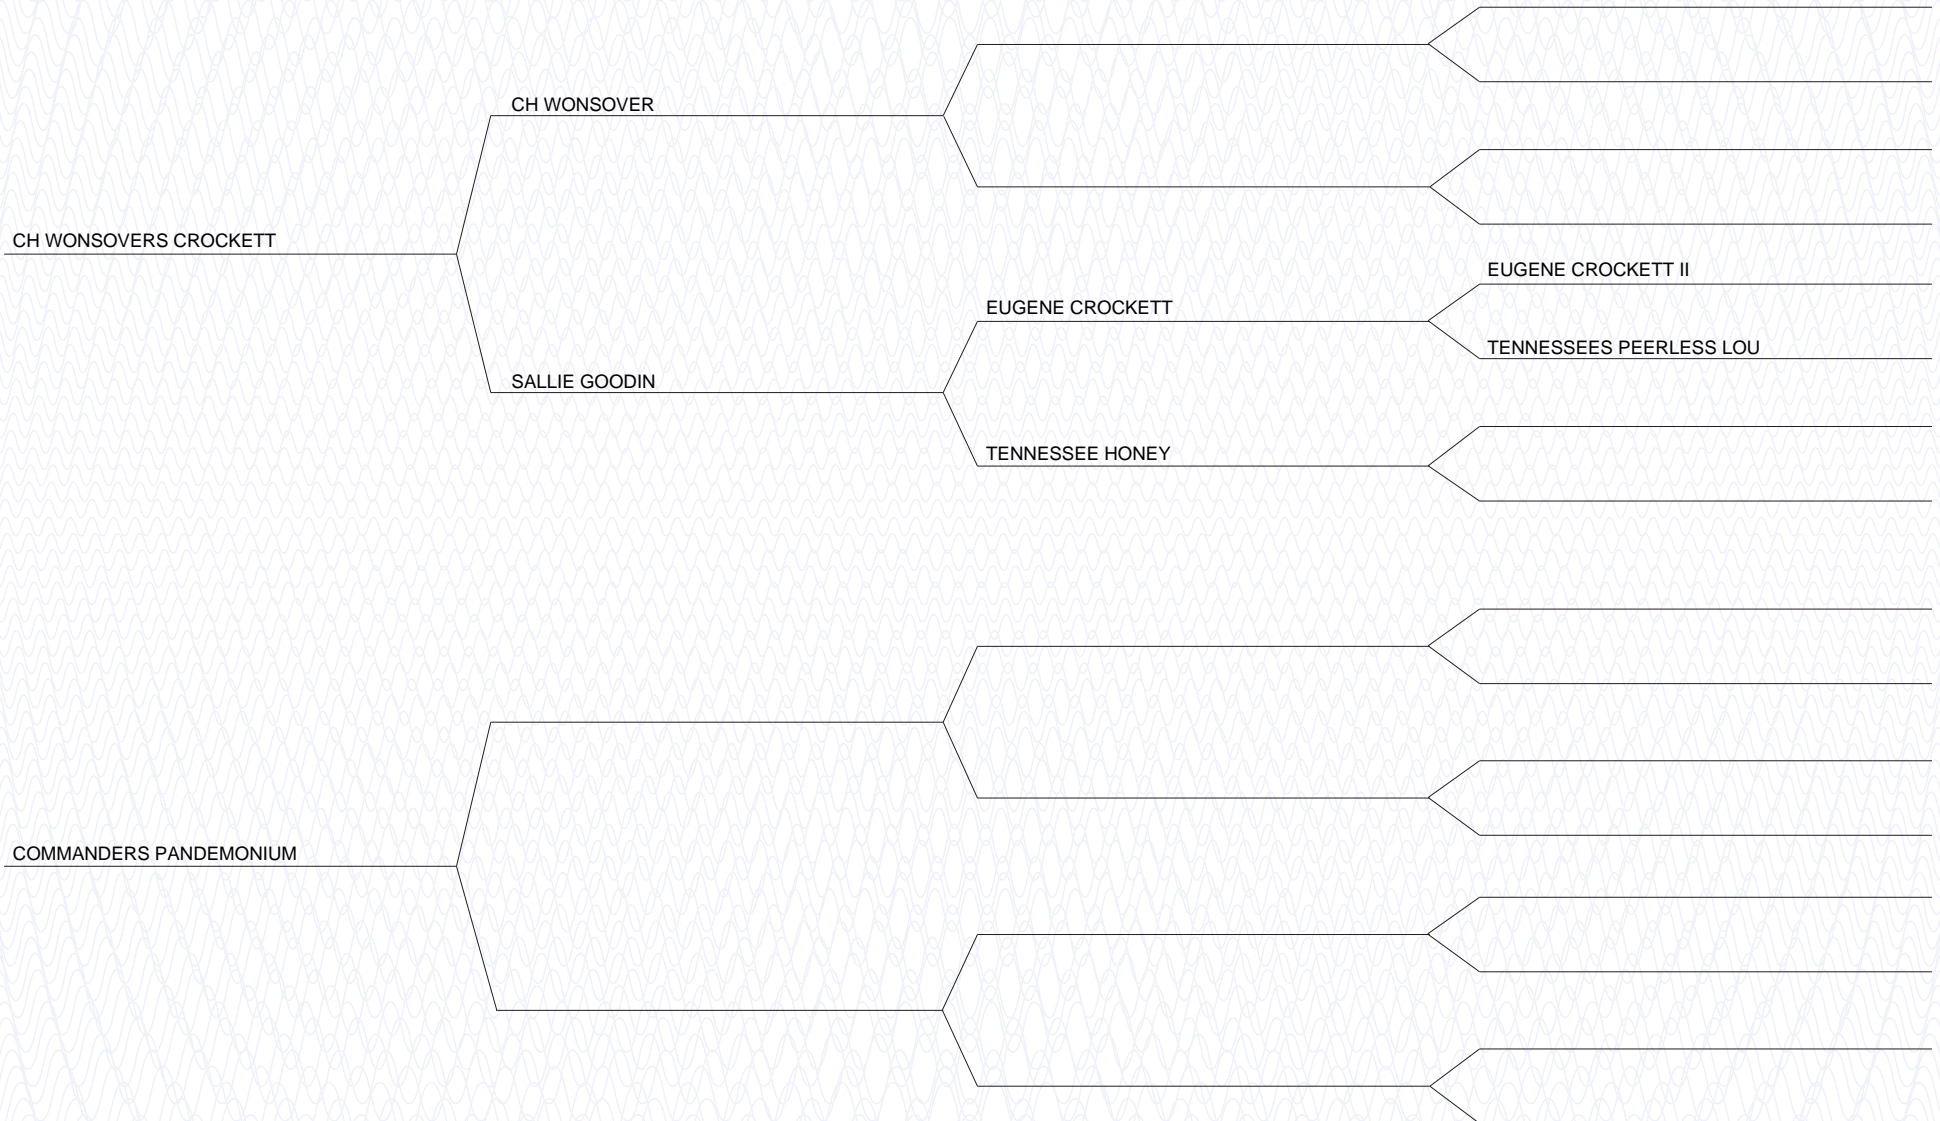 CH WONSOVER
CH WONSOVERS CROCKETT
EUGENE CROCKETT II
EUGENE CROCKETT
TENNESSEES PEERLESS LOU
SALLIE GOODIN
TENNESSEE HONEY
COMMANDERS PANDEMONIUM